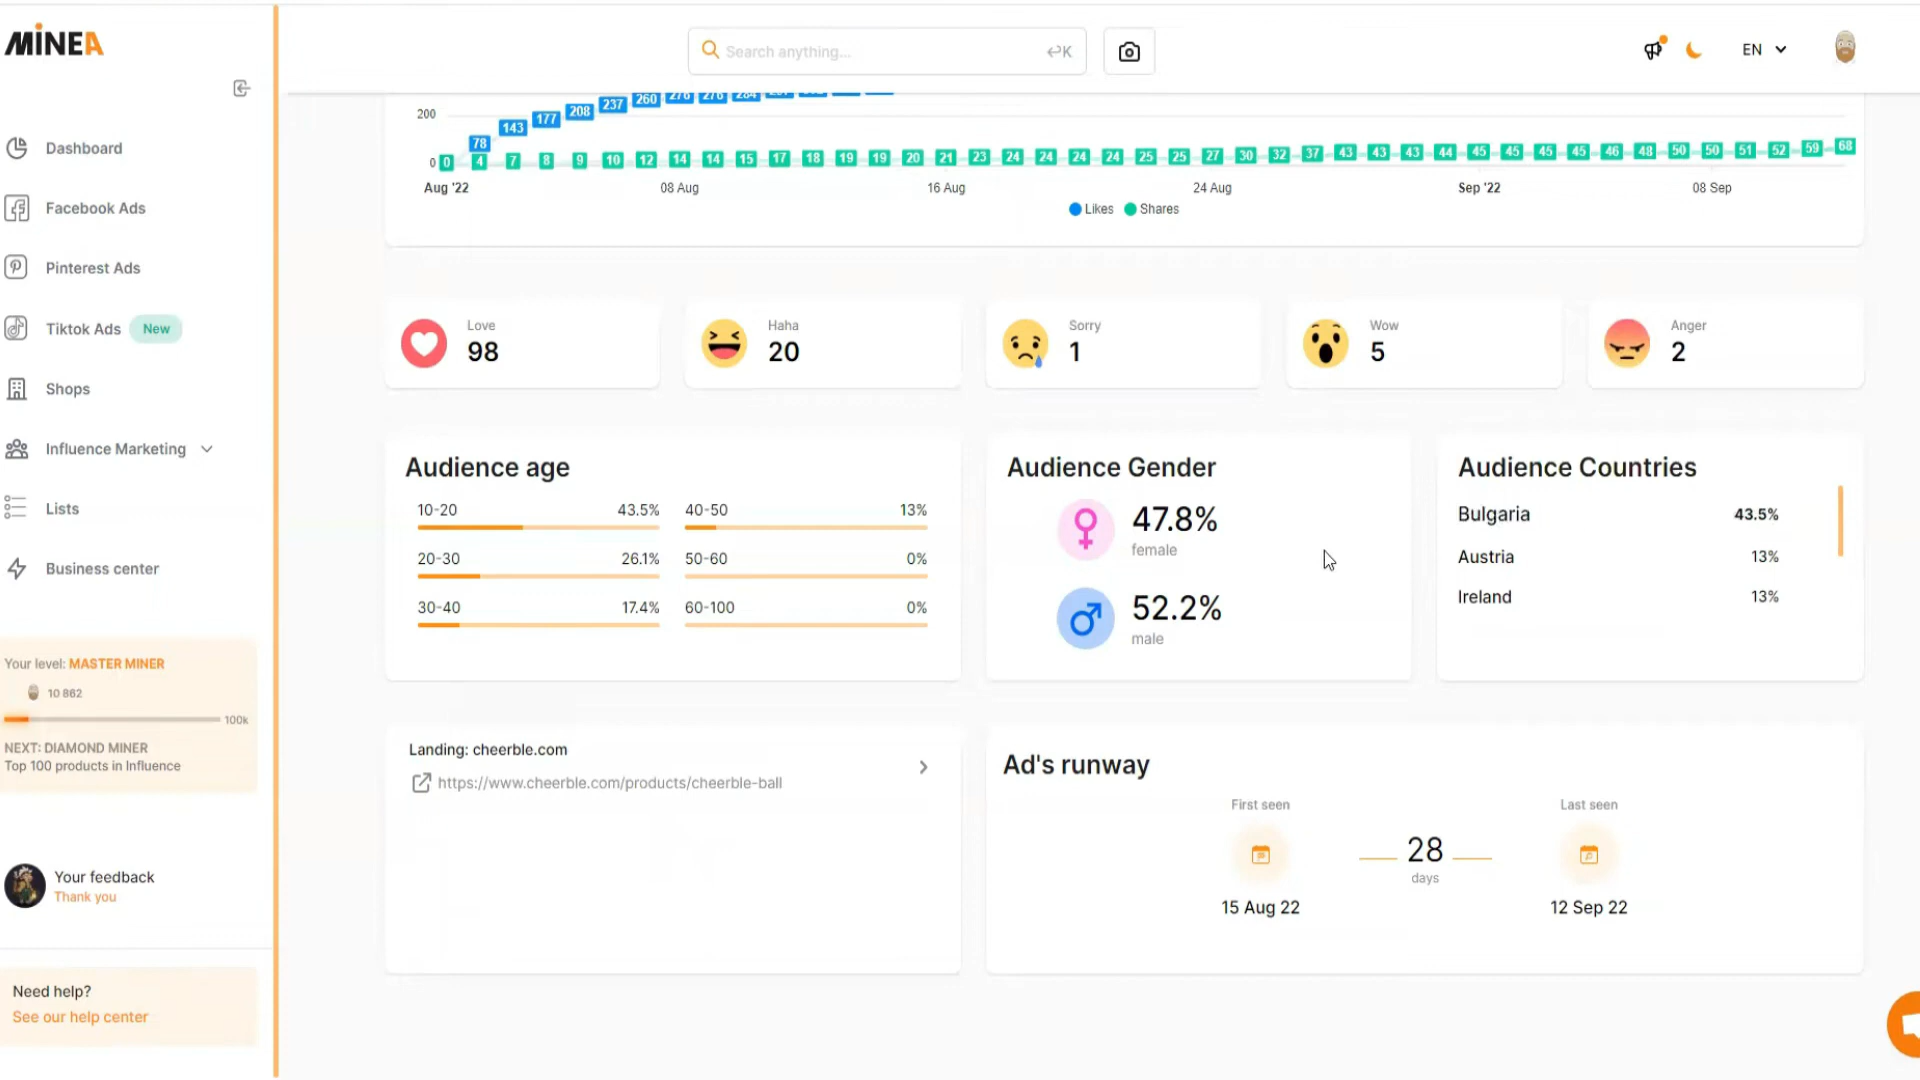 MINEA
Search anything...
K
EN
Dashboard
Facebook Ads
Pinterest Ads
Tiktok Ads New
Shops
Influence Marketing
Lists
Business center
Your level: MASTER MINER
10 862
100k
NEXT: DIAMOND MINER
Top 100 products in Influence
Your feedback
Thank you
Need help?
See our help center
200
0
78 143 177 208 237 260 276 276 284
0 4 7 8 9 10 12 14 14 15 17 18 19 19 20 21 23 24 24 24 24 25 25 27 30 32 37 43 43 43 44 45 45 45 45 46 48 50 50 51 52 59 68
Aug '22 08 Aug 16 Aug 24 Aug Sep '22 08 Sep
Likes Shares
Love
98
Haha
20
Sorry
1
Wow
5
Anger
2
Audience age
10-20 43.5% 40-50 13%
20-30 26.1% 50-60 0%
30-40 17.4% 60-100 0%
Audience Gender
47.8%
female
52.2%
male
Audience Countries
Bulgaria 43.5%
Austria 13%
Ireland 13%
Landing: cheerble.com
https://www.cheerble.com/products/cheerble-ball
Ad's runway
First seen Last seen
28
days
15 Aug 22 12 Sep 22